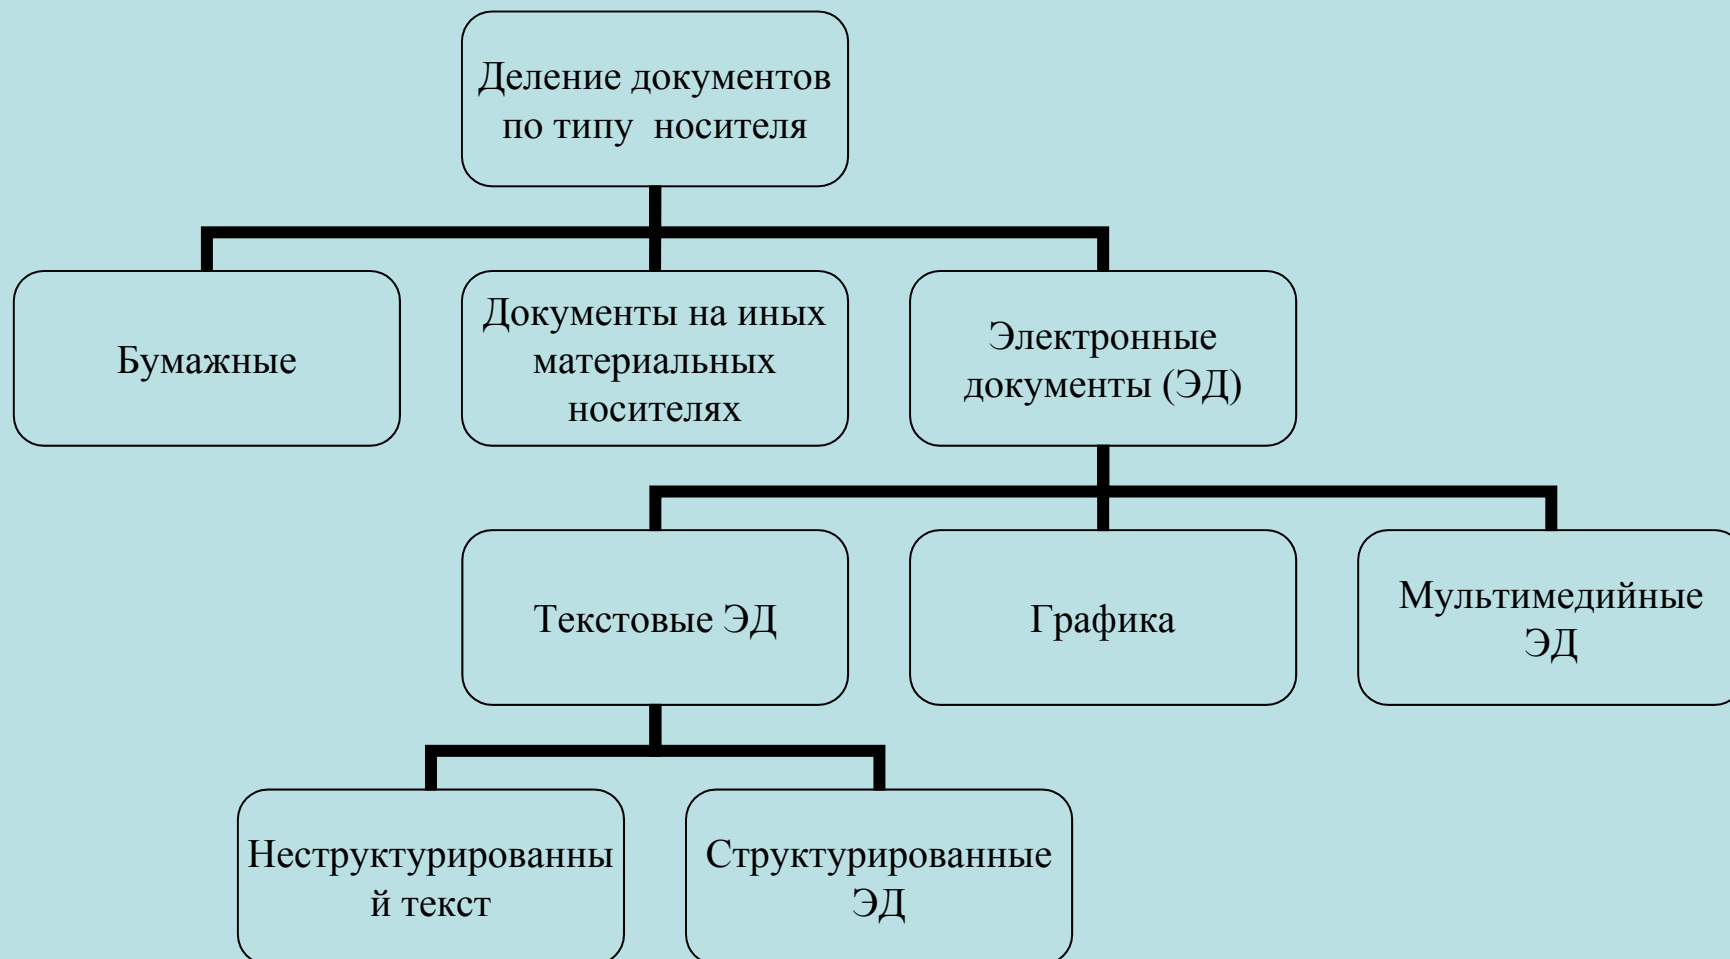 Деление документов
по типу носителя
Бумажные
Документы на иных
материальных
носителях
Электронные
документы (ЭД)
Текстовые ЭД
Графика
Мультимедийные
ЭД
Неструктурированны
й текст
Структурированные
ЭД